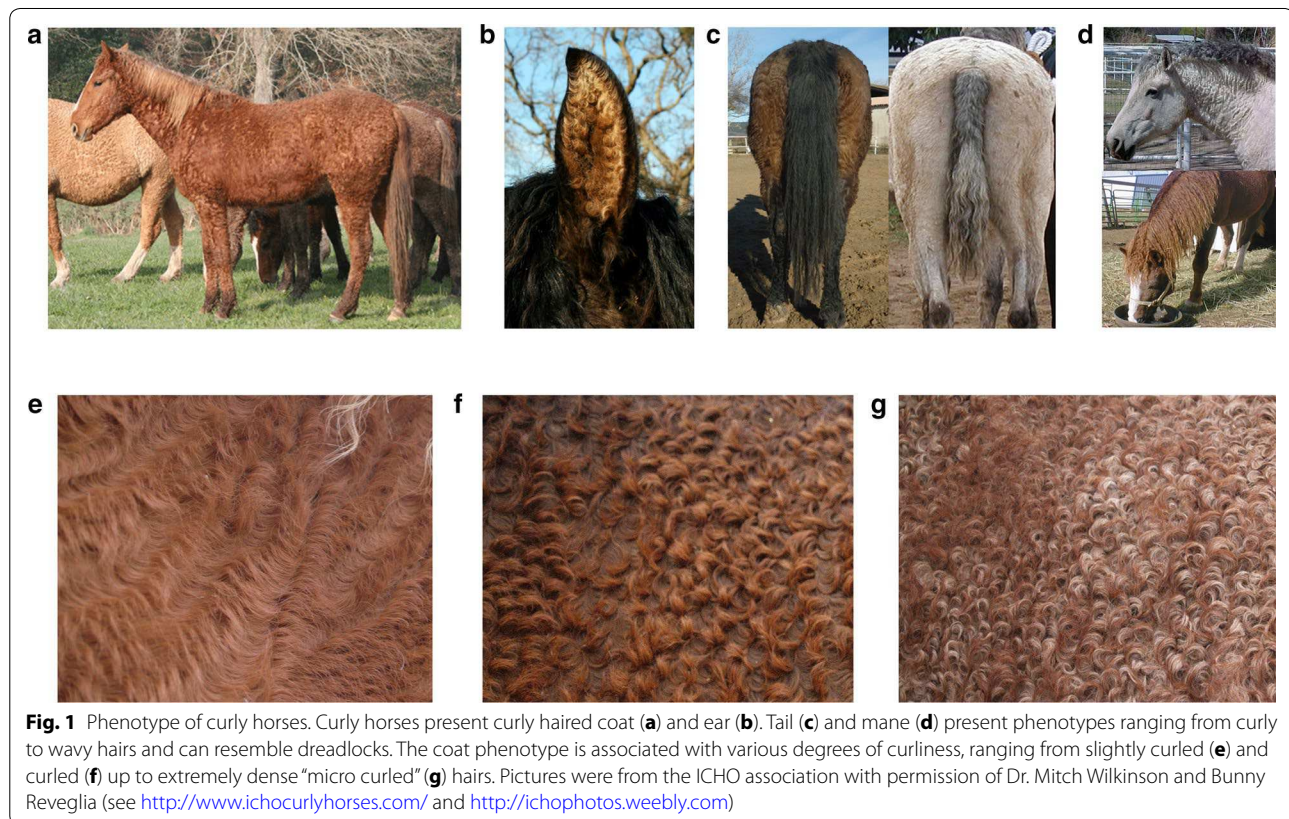 a
b
c
d
e
f
g
Fig. 1 Phenotype of curly horses. Curly horses present curly haired coat (a) and ear (b). Tail (c) and mane (d) present phenotypes ranging from curly
to wavy hairs and can resemble dreadlocks. The coat phenotype is associated with various degrees of curliness, ranging from slightly curled (e) and
curled (f) up to extremely dense “micro curled” (g) hairs. Pictures were from the ICHO association with permission of Dr. Mitch Wilkinson and Bunny
Reveglia (see http://www.ichocurlyhorses.com/ and http://ichophotos.weebly.com)